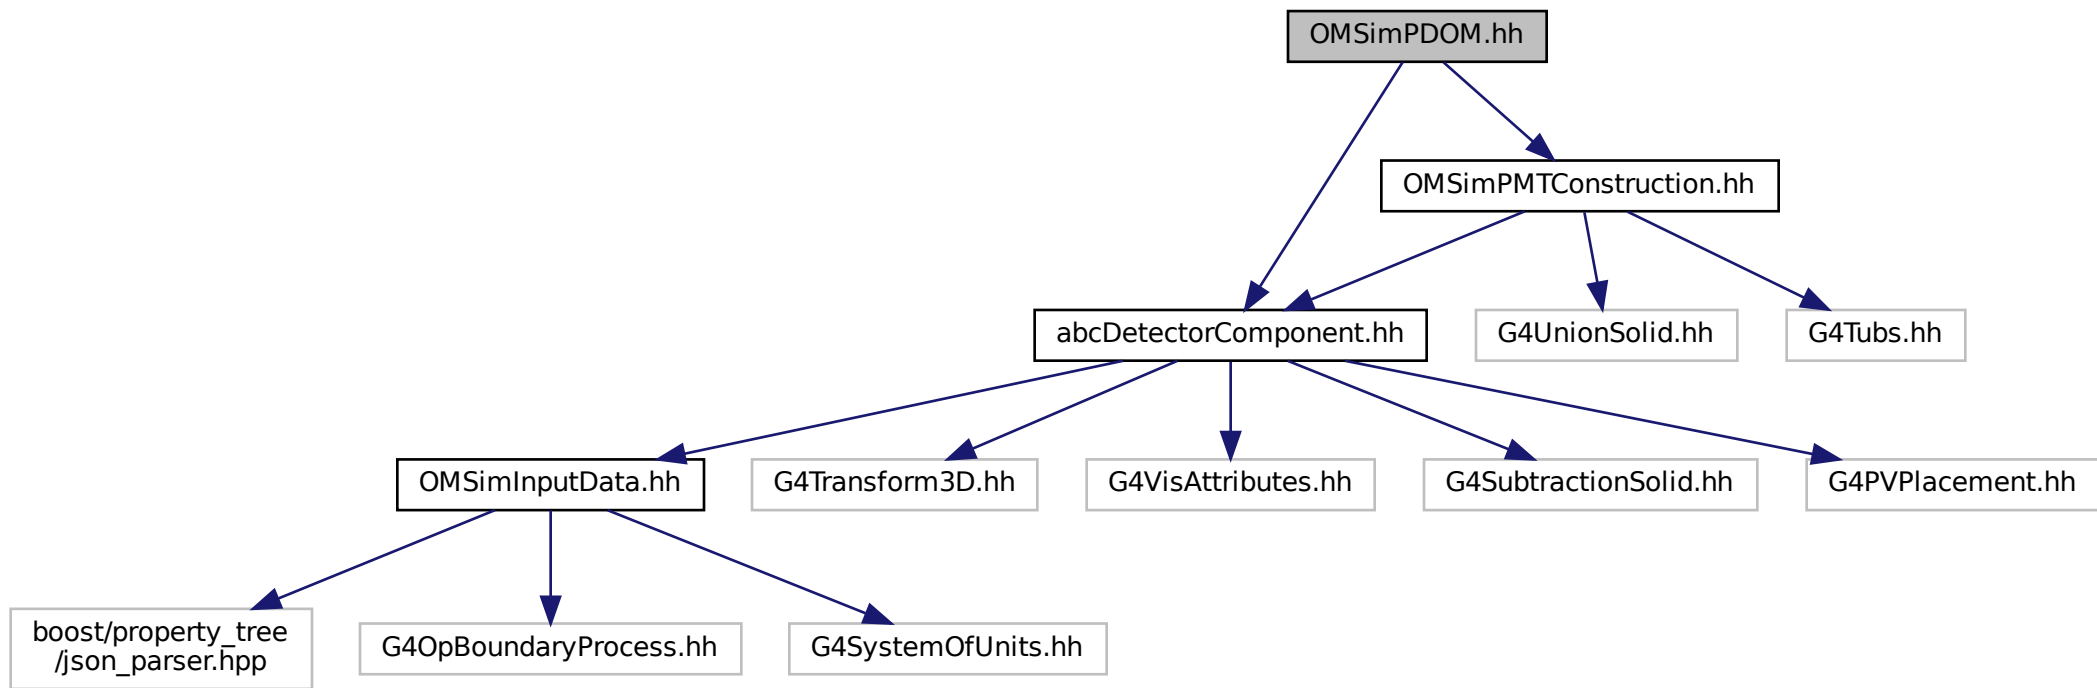 OMSimPDOM.hh
OMSimPMTConstruction.hh
abcDetectorComponent.hh
G4UnionSolid.hh
G4Tubs.hh
OMSimInputData.hh
G4Transform3D.hh
G4VisAttributes.hh
G4SubtractionSolid.hh
G4PVPlacement.hh
boost/property_tree
/json_parser.hpp
G4OpBoundaryProcess.hh
G4SystemOfUnits.hh